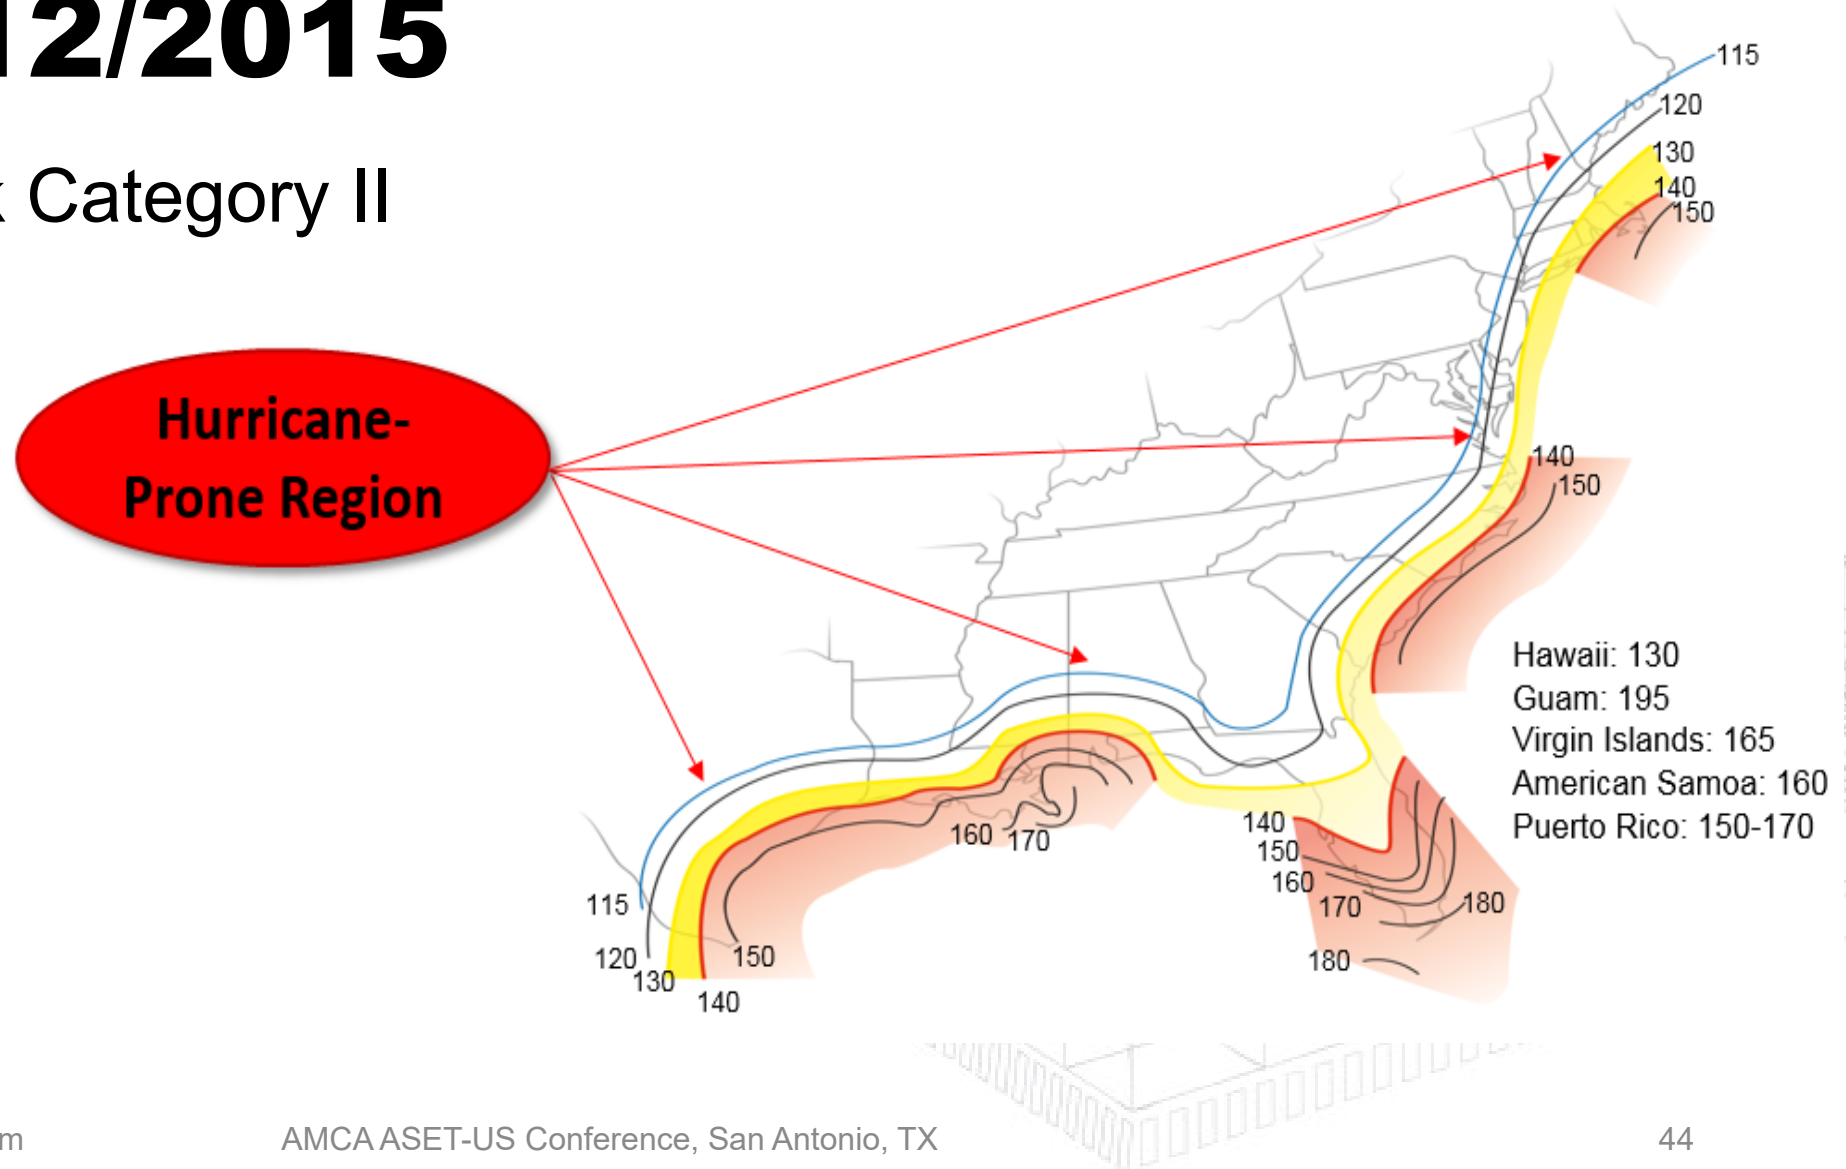 12/2015
Category II
Hurricane-
Prone Region
115
120
130
140
150
140
150
Hawaii: 130
Guam: 195
Virgin Islands: 165
American Samoa: 160
Puerto Rico: 150-170
160 170
140
150
160
170
180
180
115
120
130
140
150
m
AMCA ASET-US Conference, San Antonio, TX
44